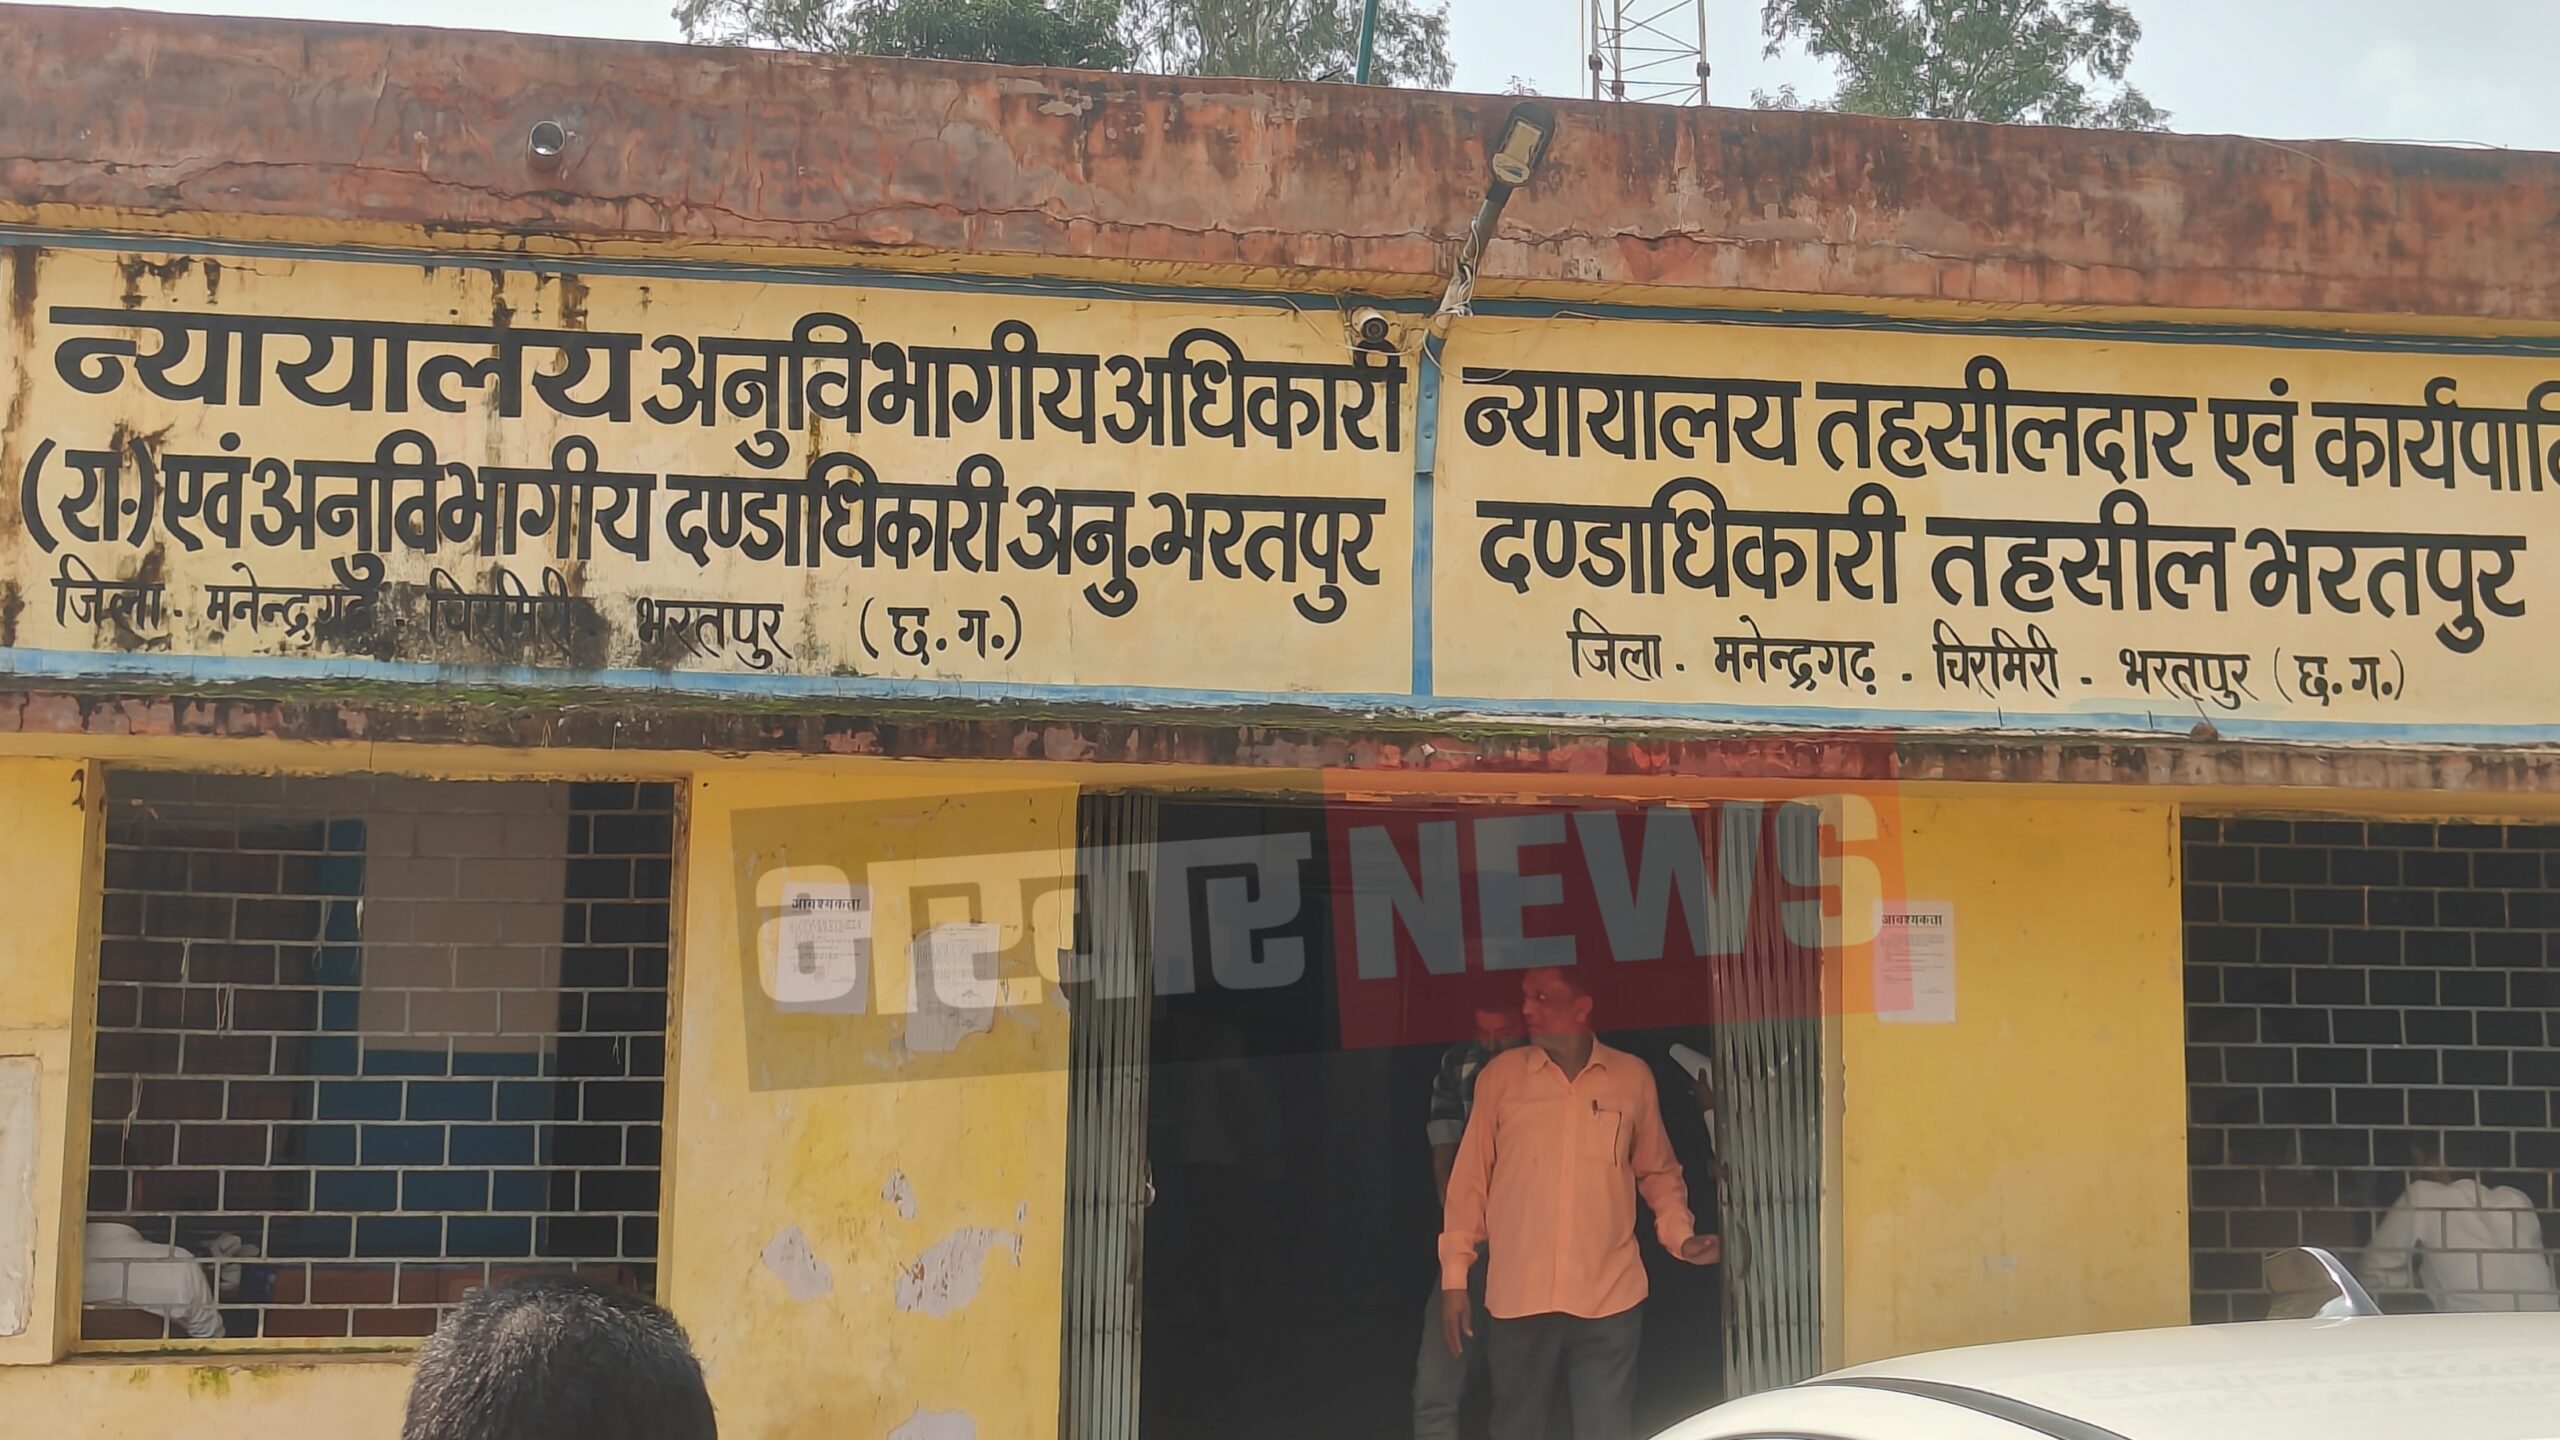 न्यायालय अनुविभागीय अधिकारी
(रा.) एवं अनुविभागीय दण्डाधिकारी अनु. भरतपुर
जिला - मनेन्द्रगढ़ - चिरमिरी - भरतपुर (छ. ग.)
न्यायालय तहसीलदार एवं
दण्डाधिकारी तहसील भरतपुर
जिला - मनेन्द्रगढ़ - चिरमिरी - भरतपुर (छ. ग.)
NEWS
आवश्यकता
आवश्यकता